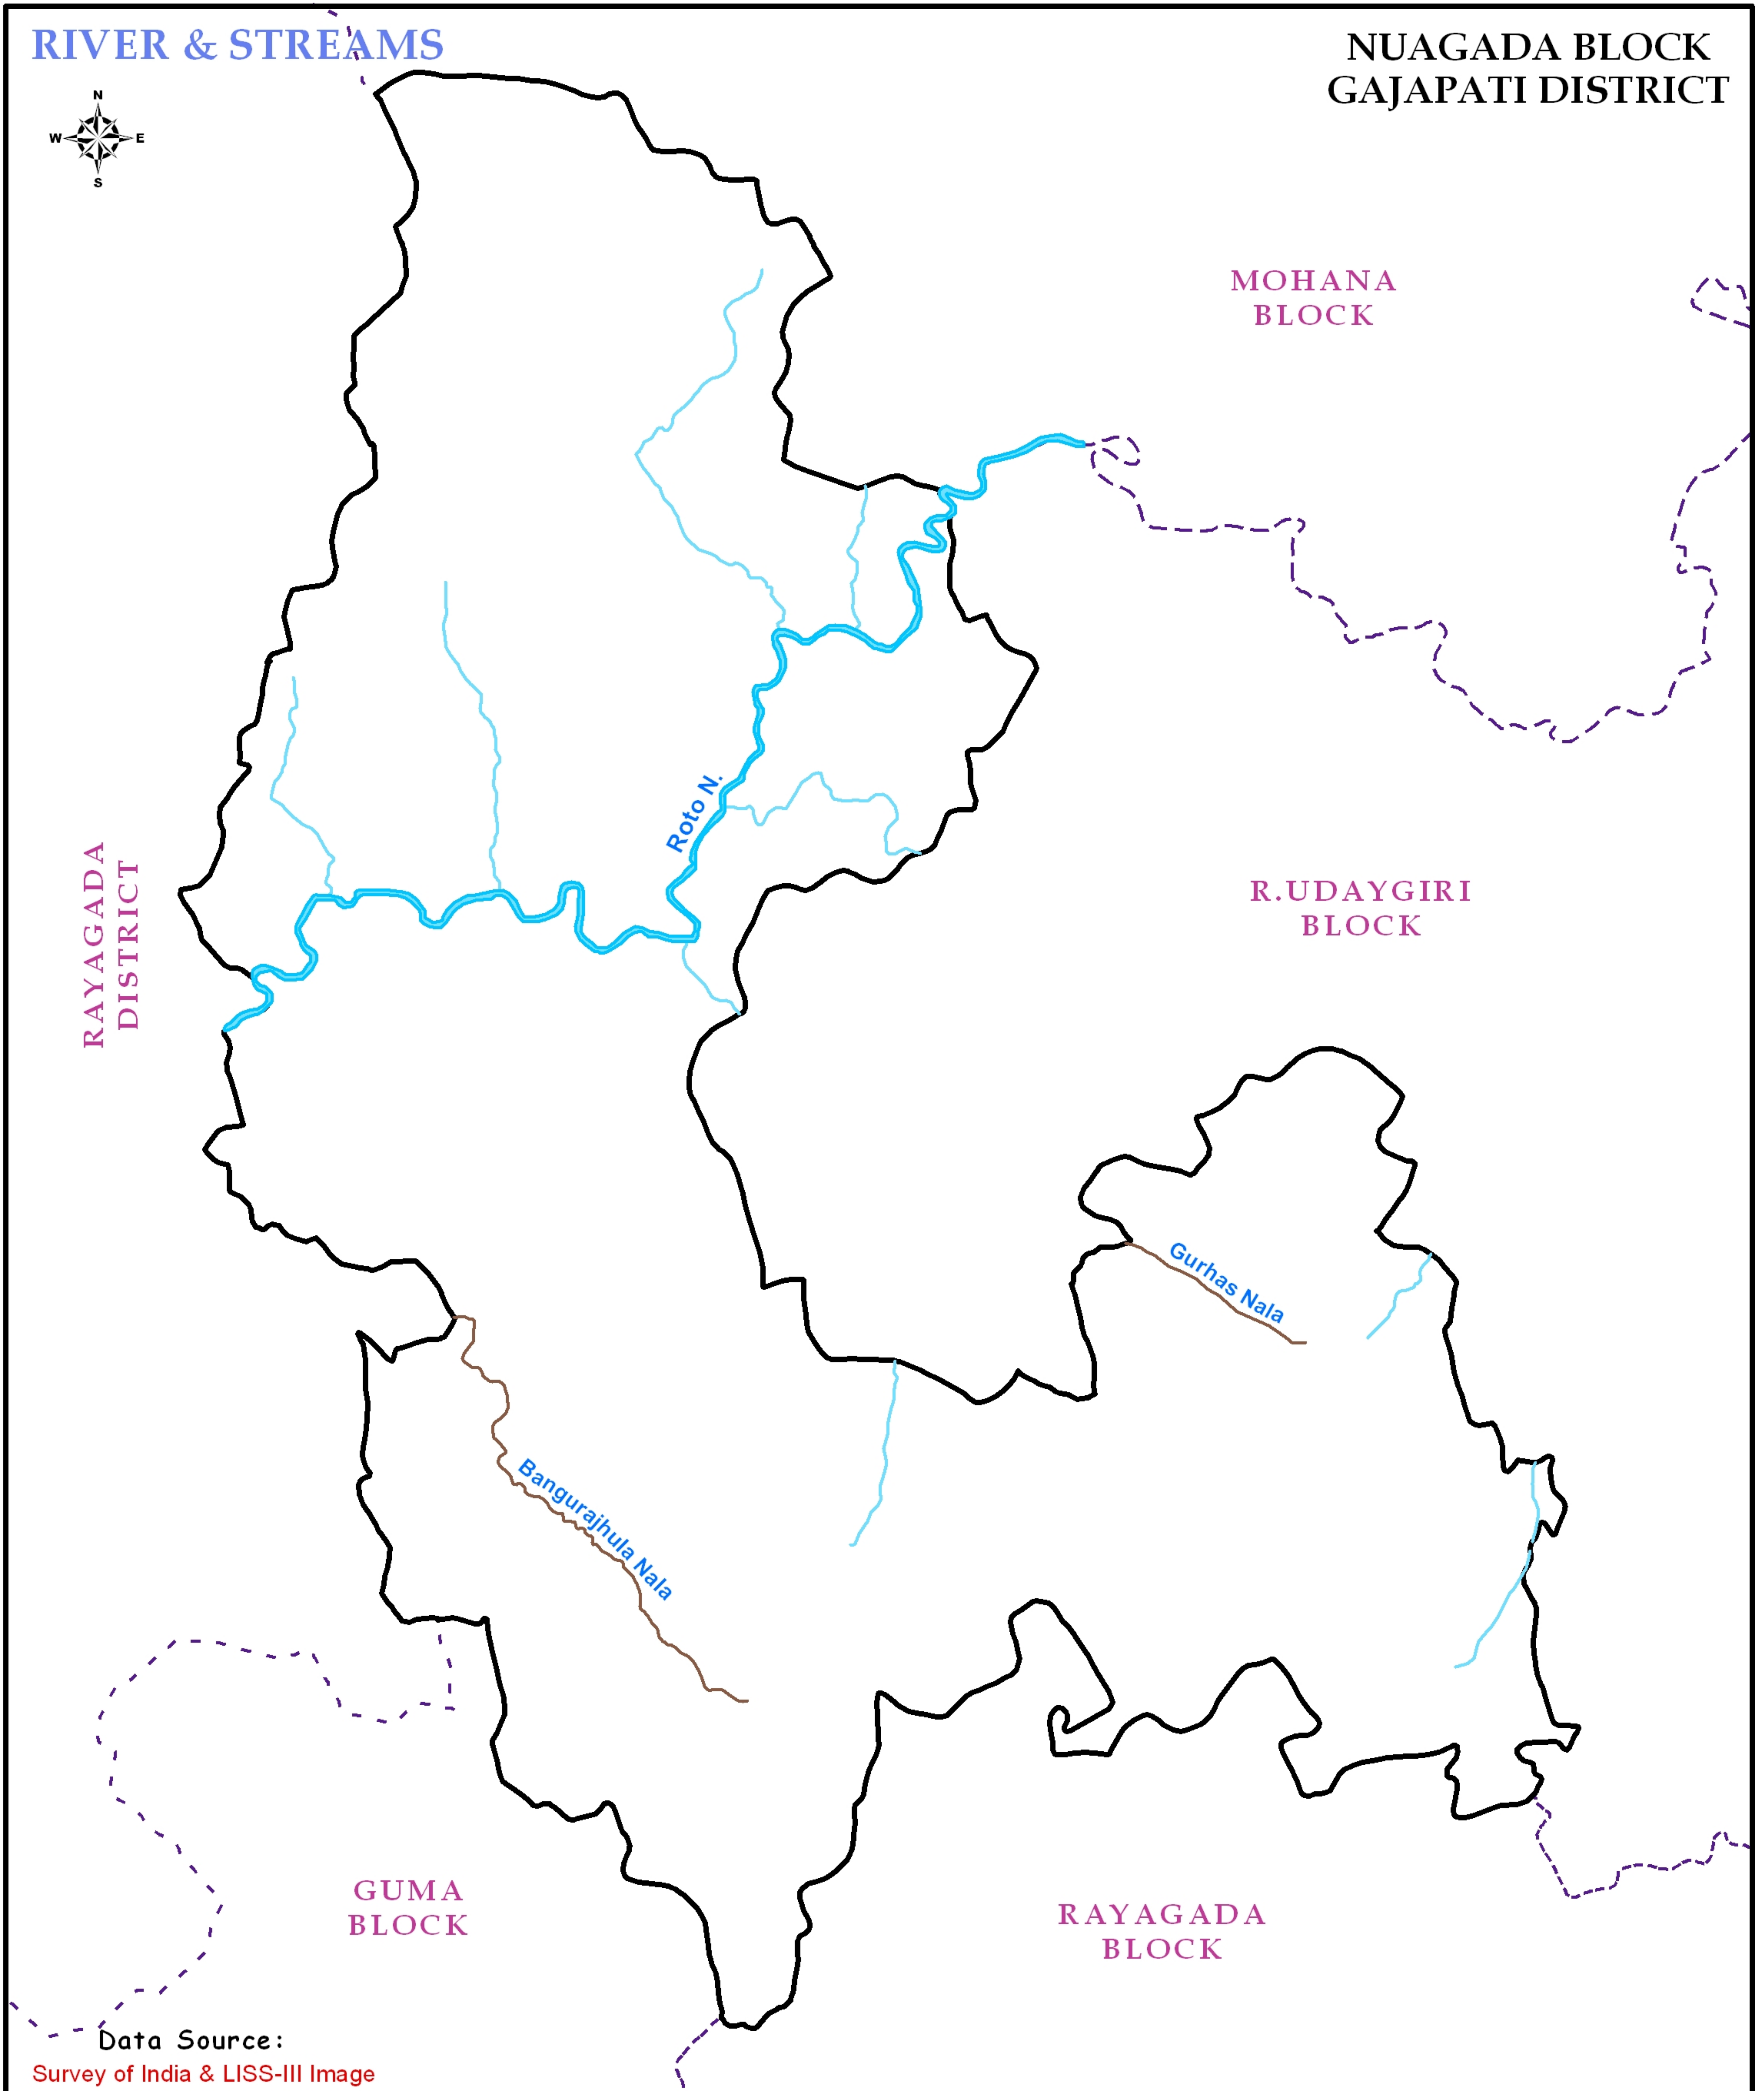 RIVER & STREAMS
NUAGADA BLOCK
GAJAPATI DISTRICT
N
W
E
S
MOHANA
BLOCK
Roto N.
RAYAGADA
DISTRICT
R.UDAYGIRI
BLOCK
Gurhas Nala
Bangurajhula Nala
GUMA
BLOCK
RAYAGADA
BLOCK
Data Source:
Survey of India & LISS-III Image